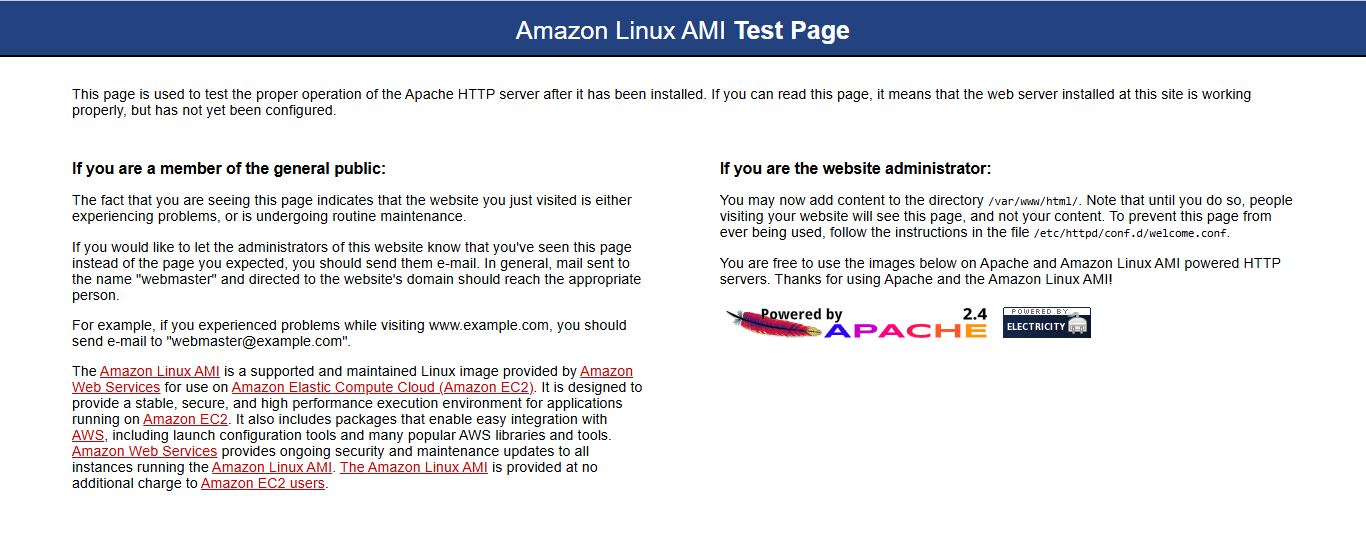 Amazon Linux AMI Test Page
This page is used to test the proper operation of the Apache HTTP server after it has been installed. If you can read this page, it means that the web server installed at this site is working
properly, but has not yet been configured.
If you are a member of the general public:
The fact that you are seeing this page indicates that the website you just visited is either
experiencing problems, or is undergoing routine maintenance.
If you would like to let the administrators of this website know that you've seen this page
instead of the page you expected, you should send them e-mail. In general, mail sent to
the name "webmaster" and directed to the website's domain should reach the appropriate
person.
For example, if you experienced problems while visiting www.example.com, you should
send e-mail to "webmaster@example.com".
The Amazon Linux AMI is a supported and maintained Linux image provided by Amazon
Web Services for use on Amazon Elastic Compute Cloud (Amazon EC2). It is designed to
provide a stable, secure, and high performance execution environment for applications
running on Amazon EC2. It also includes packages that enable easy integration with
AWS, including launch configuration tools and many popular AWS libraries and tools.
Amazon Web Services provides ongoing security and maintenance updates to all
instances running the Amazon Linux AMI. The Amazon Linux AMI is provided at no
additional charge to Amazon EC2 users.
If you are the website administrator:
You may now add content to the directory /var/www/html/. Note that until you do so, people
visiting your website will see this page, and not your content. To prevent this page from
ever being used, follow the instructions in the file /etc/httpd/conf.d/welcome.conf.
You are free to use the images below on Apache and Amazon Linux AMI powered HTTP
servers. Thanks for using Apache and the Amazon Linux AMI!
Powered by 2.4
APACHE
POWERED BY
ELECTRICITY